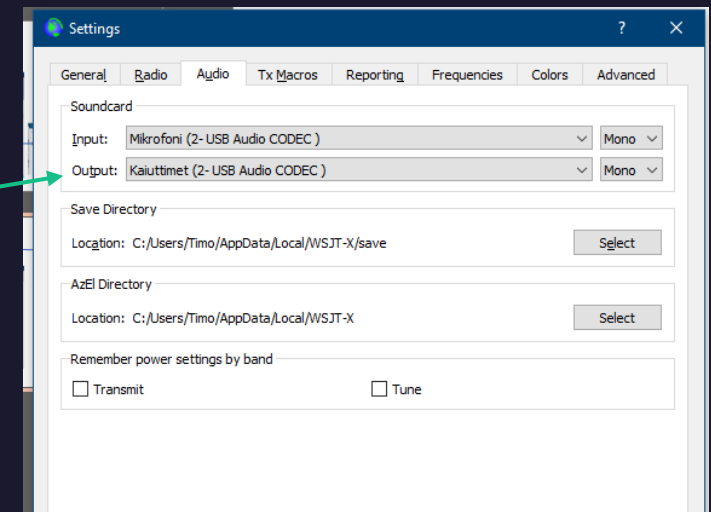 Settings ? ×
General Radio Audio Tx Macros Reporting Frequencies Colors Advanced
Soundcard
Input: Mikrofoni (2- USB Audio CODEC ) Mono
Output: Kaiuttimet (2- USB Audio CODEC ) Mono
Save Directory
Location: C:/Users/Timo/AppData/Local/WSJT-X/save Select
AzEl Directory
Location: C:/Users/Timo/AppData/Local/WSJT-X Select
Remember power settings by band
Transmit Tune